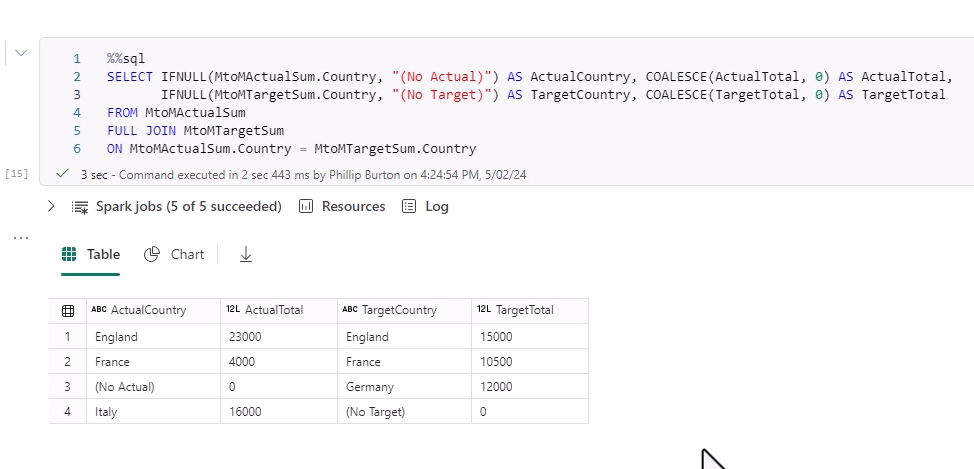 1 %%sql
2 SELECT IFNULL(MtoMActualSum.Country, "(No Actual)") AS ActualCountry, COALESCE(ActualTotal, 0) AS ActualTotal,
3 IFNULL(MtoMTargetSum.Country, "(No Target)") AS TargetCountry, COALESCE(TargetTotal, 0) AS TargetTotal
4 FROM MtoMActualSum
5 FULL JOIN MtoMTargetSum
6 ON MtoMActualSum.Country = MtoMTargetSum.Country
[15] 3 sec - Command executed in 2 sec 443 ms by Phillip Burton on 4:24:54 PM, 5/02/24
Spark jobs (5 of 5 succeeded) Resources Log
...
Table Chart
ABC ActualCountry 12L ActualTotal ABC TargetCountry 12L TargetTotal
1 England 23000 England 15000
2 France 4000 France 10500
3 (No Actual) 0 Germany 12000
4 Italy 16000 (No Target) 0